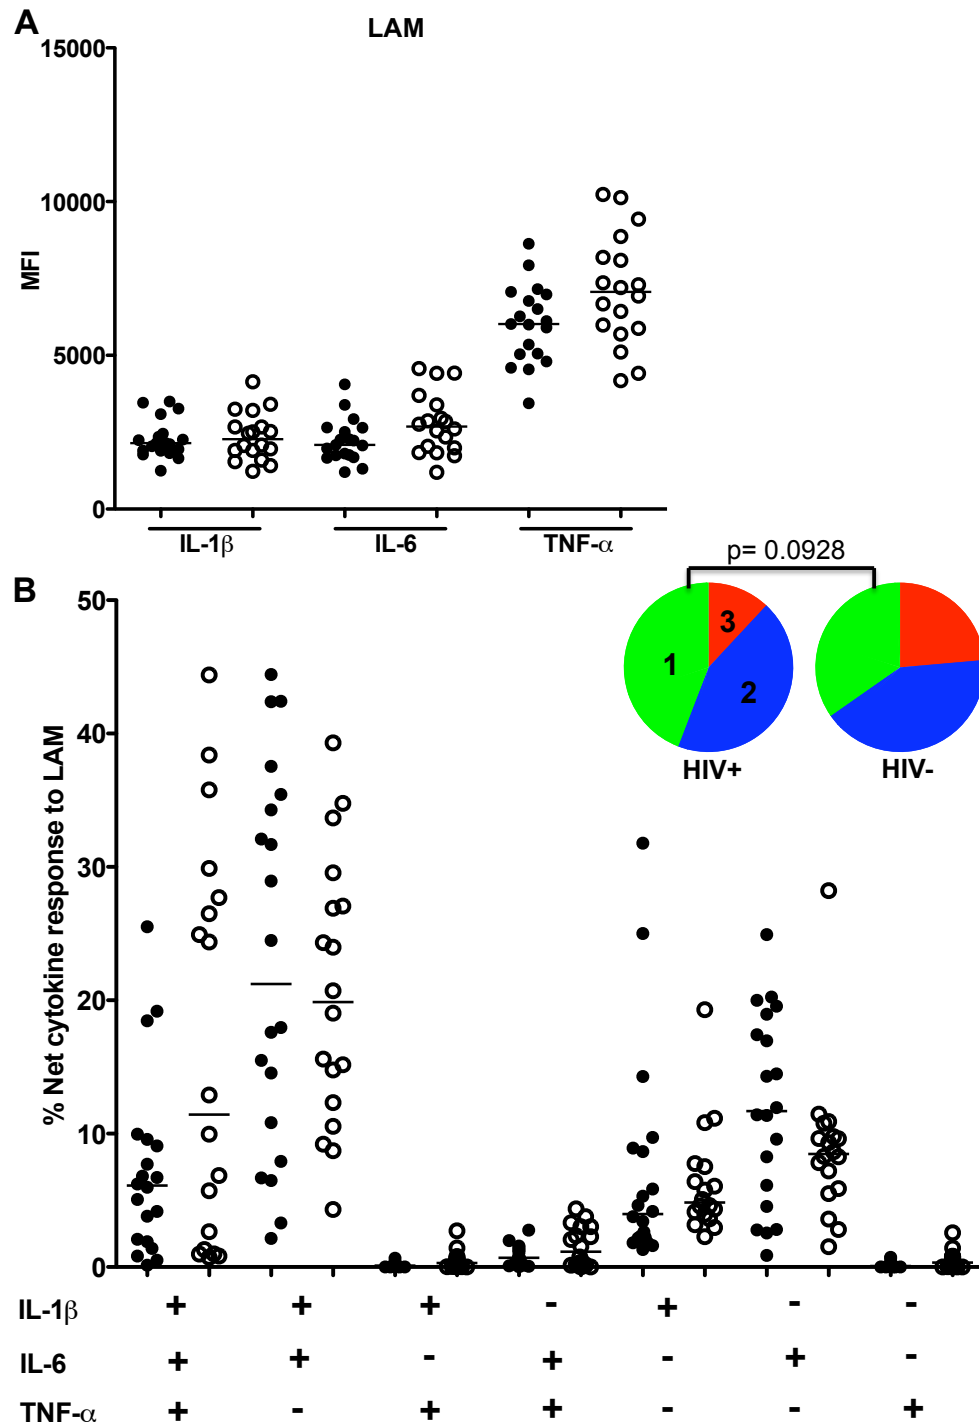 A
LAM
15000
10000
MFI
5000
0
IL-1β IL-6 TNF-α
p= 0.0928
B
50
3
1
2
HIV+ HIV-
40
% Net cytokine response to LAM
30
20
10
0
IL-1β + + + - + - -
IL-6 + + - + - + -
TNF-α + - + + - - +